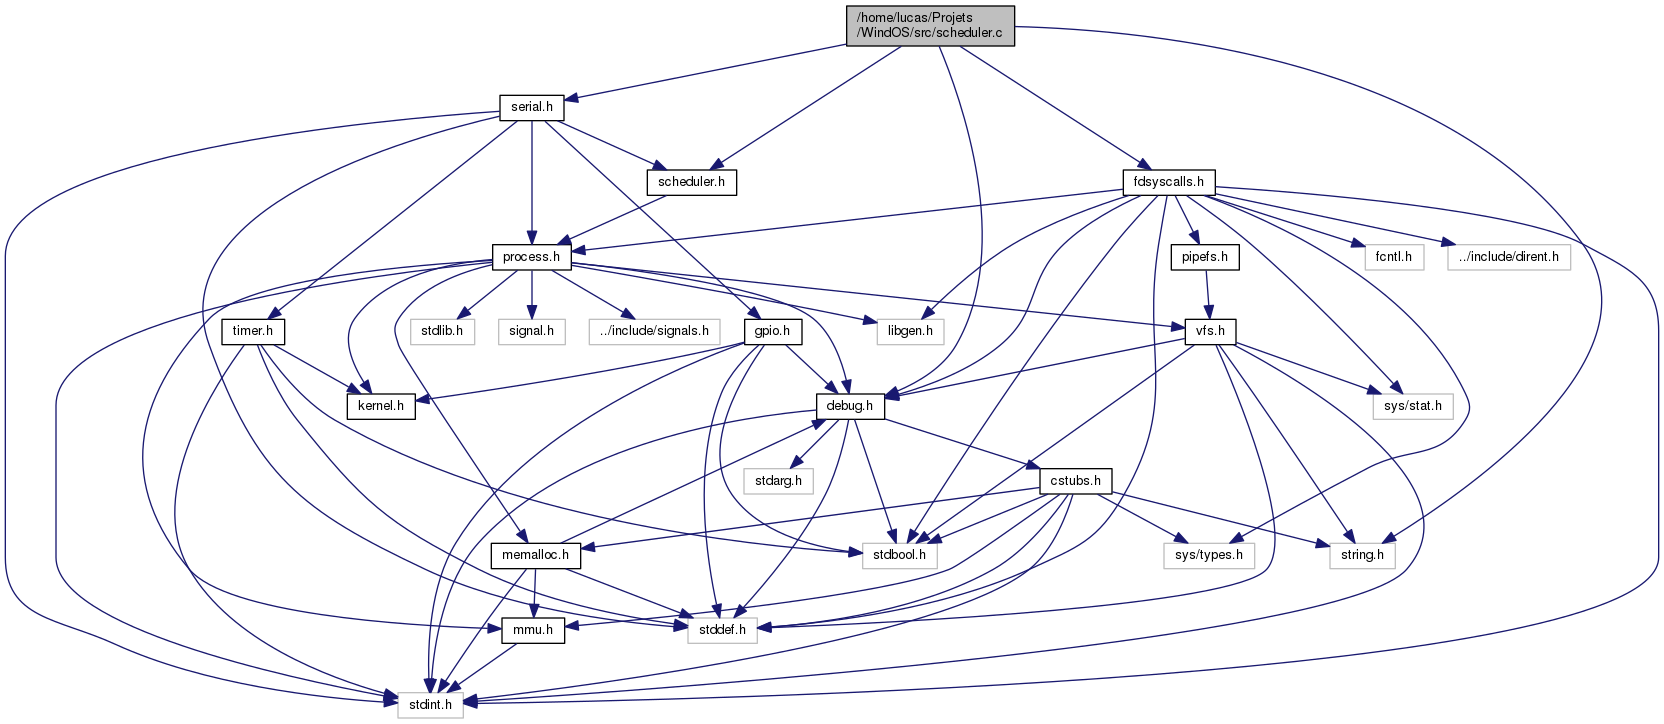 /home/lucas/Projets
/WindOS/src/scheduler.c
serial.h
scheduler.h
fdsyscalls.h
process.h
pipefs.h
fcntl.h
../include/dirent.h
timer.h
stdlib.h
signal.h
../include/signals.h
gpio.h
libgen.h
vfs.h
kernel.h
debug.h
sys/stat.h
stdarg.h
cstubs.h
memalloc.h
stdbool.h
sys/types.h
string.h
mmu.h
stddef.h
stdint.h